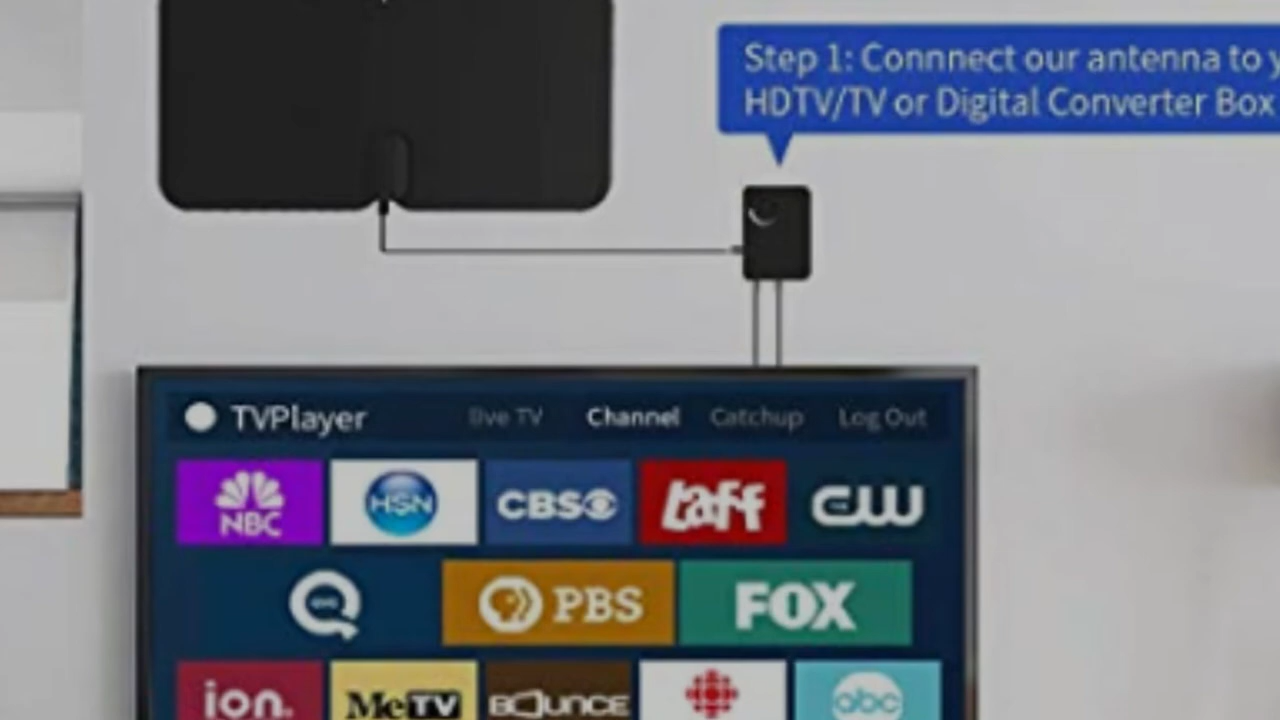 Step 1: Connnect our antenna to
HDTV/TV or Digital Converter Box
TVPlayer
live TV
Channel
Catchup
Log Out
NBC
HSN
CBS
Laff
CW
Q
PBS
FOX
ion
MeTV
BOUNCE
abc